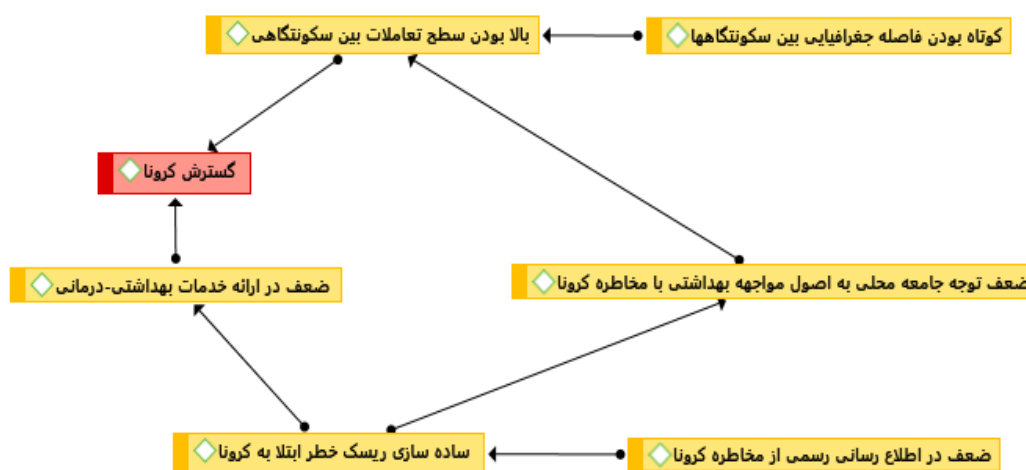 کوتاه بودن فاصله جغرافیایی بین سکونتگاهها
بالا بودن سطح تعاملات بین سکونتگاهی
گسترش کرونا
ضعف توجه جامعه محلی به اصول مواجهه بهداشتی با مخاطره کرونا
ضعف در ارائه خدمات بهداشتی-درمانی
ضعف در اطلاع رسانی رسمی از مخاطره کرونا
ساده سازی ریسک خطر ابتلا به کرونا